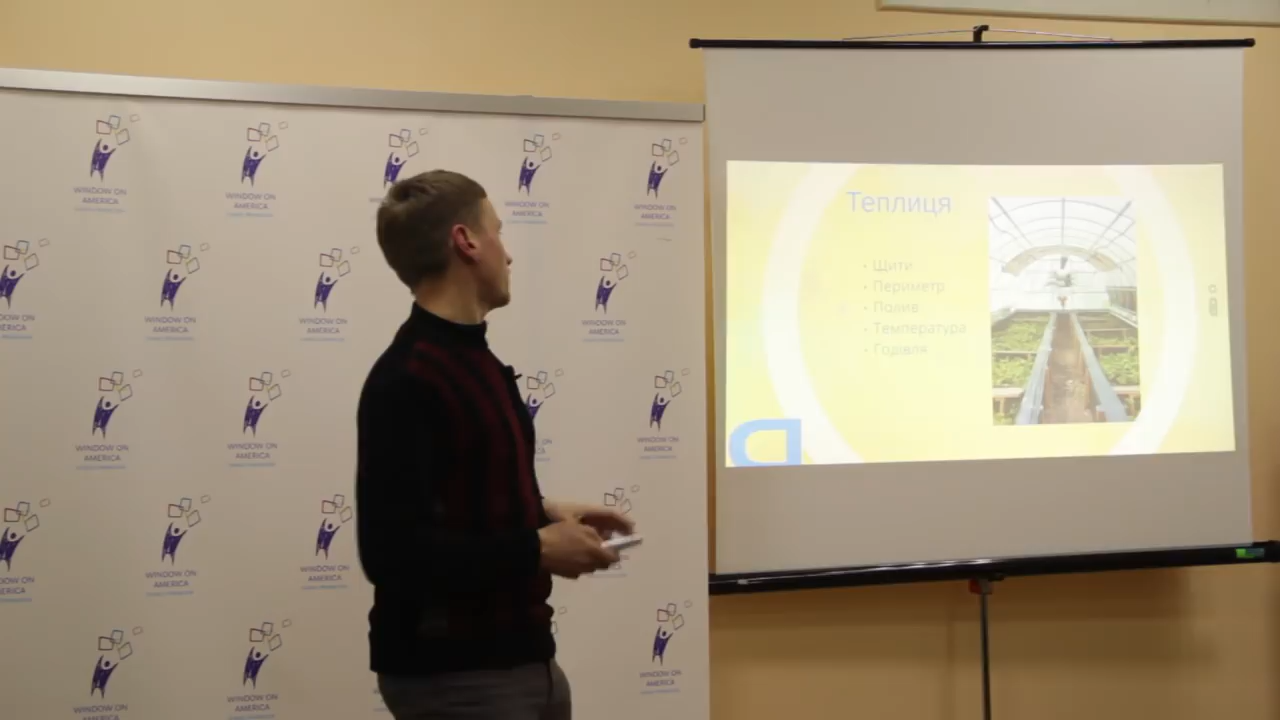 WINDOW ON
AMERICA
Теплиця
• Щити
• Периметр
• Полив
• Температура
• Годівля